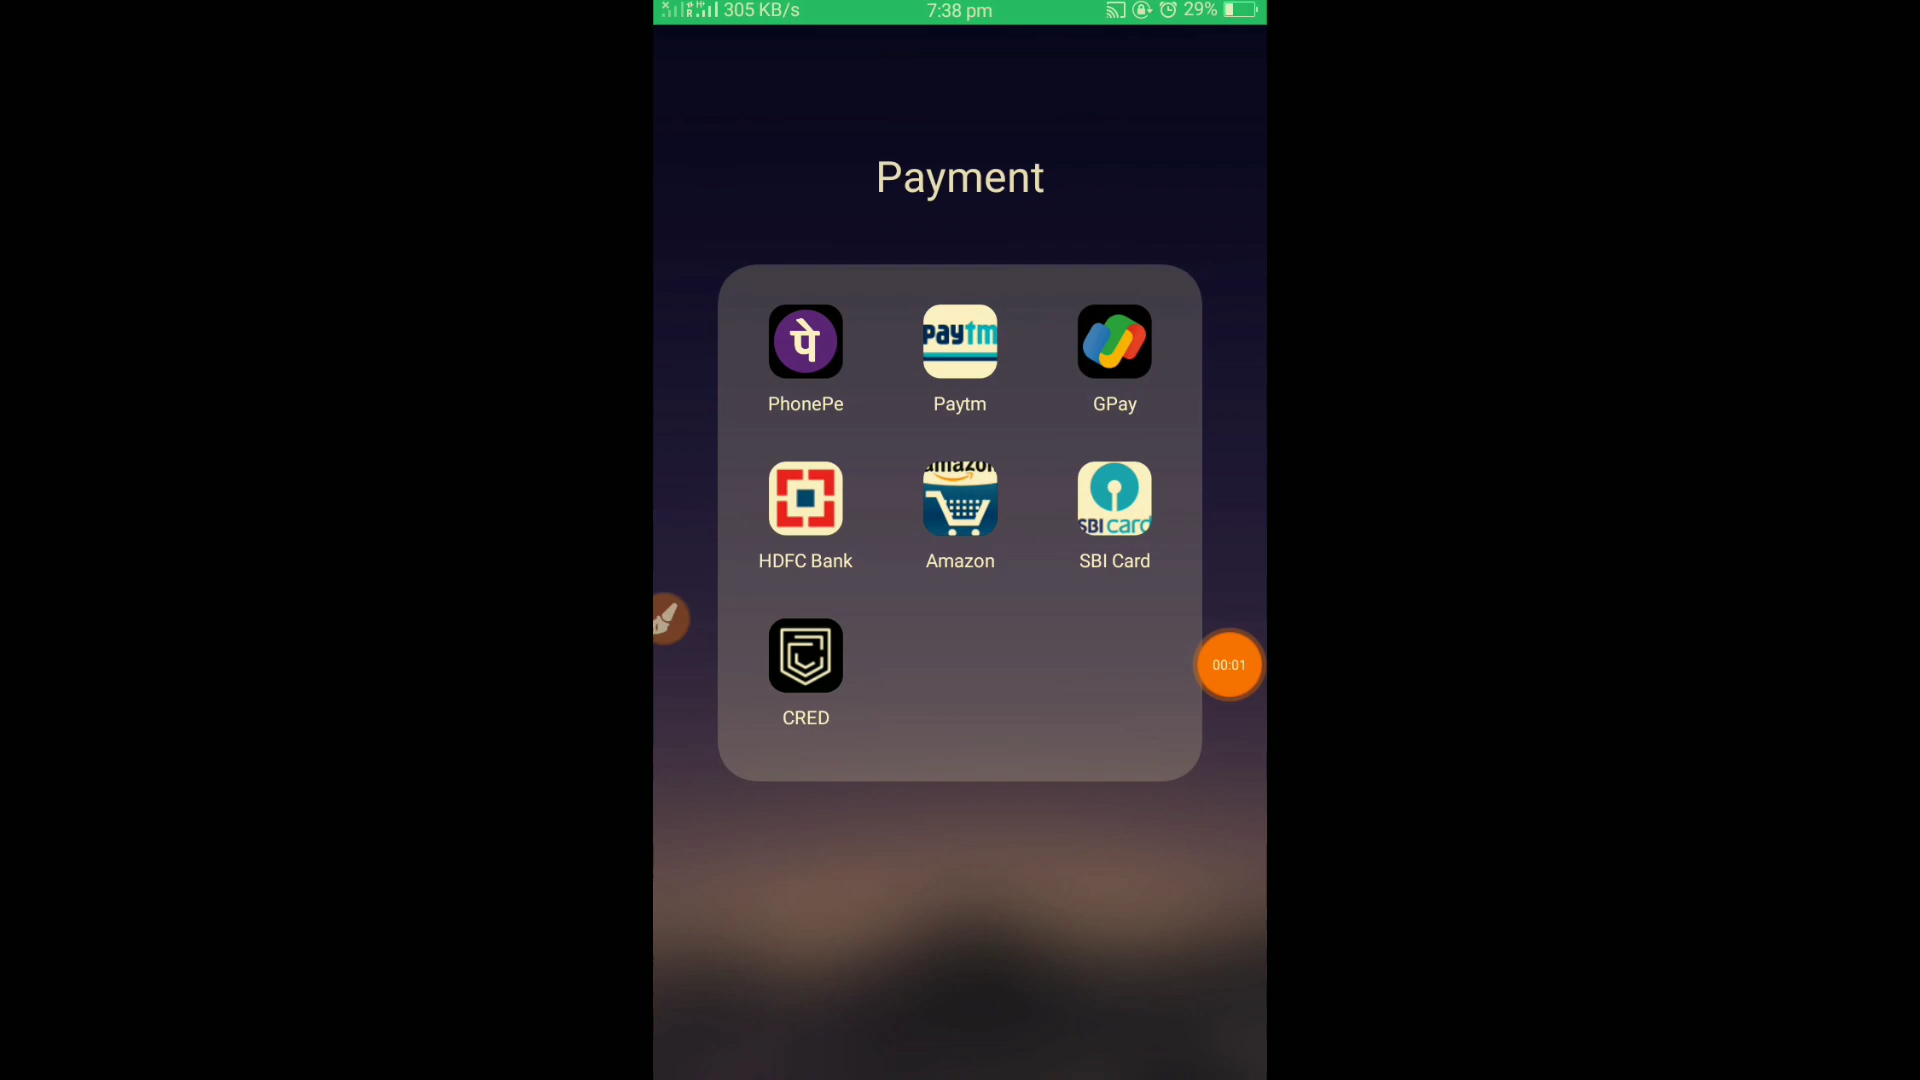 305 KB/s 7:38 pm 29%
Payment
पे paytm
PhonePe Paytm GPay
amazon SBI card
HDFC Bank Amazon SBI Card
00:01
CRED